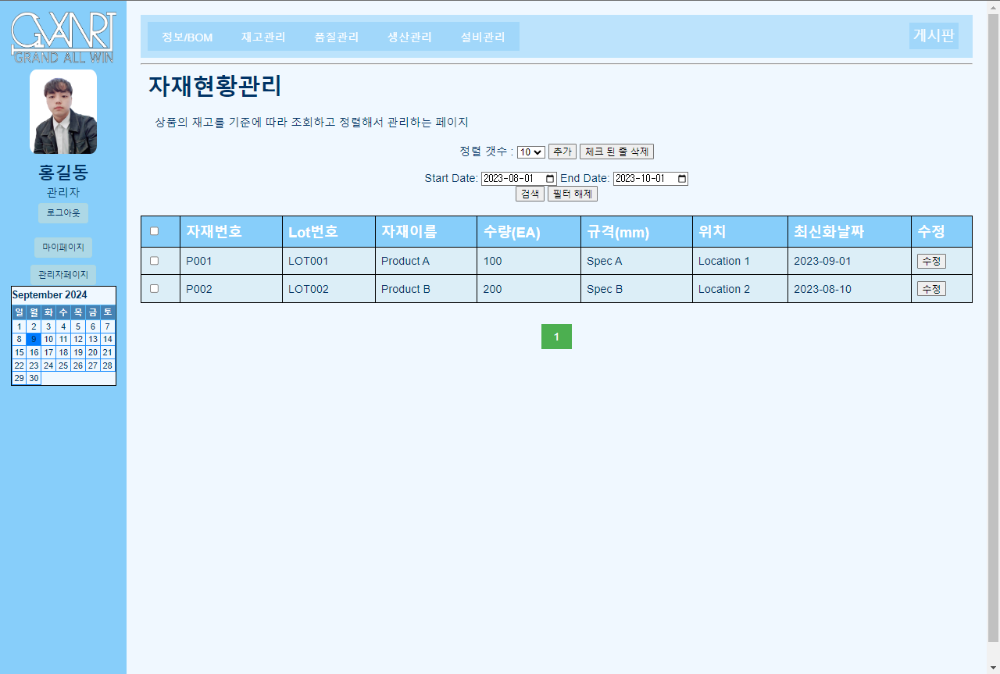 GVXNRT
GRAND ALL WIN
홍길동
관리자
로그아웃
마이페이지
관리자페이지
September 2024
일 월 화 수 목 금 토
1 2 3 4 5 6 7
8 9 10 11 12 13 14
15 16 17 18 19 20 21
22 23 24 25 26 27 28
29 30
정보/BOM 재고관리 품질관리 생산관리 설비관리 게시판
자재현황관리
상품의 재고를 기준에 따라 조회하고 정렬해서 관리하는 페이지
정렬 갯수 : 10 추가 체크 된 줄 삭제
Start Date: 2023-08-01 End Date: 2023-10-01
검색 필터 해제
자재번호 Lot번호 자재이름 수량(EA) 규격(mm) 위치 최신화날짜 수정
P001 LOT001 Product A 100 Spec A Location 1 2023-09-01 수정
P002 LOT002 Product B 200 Spec B Location 2 2023-08-10 수정
1